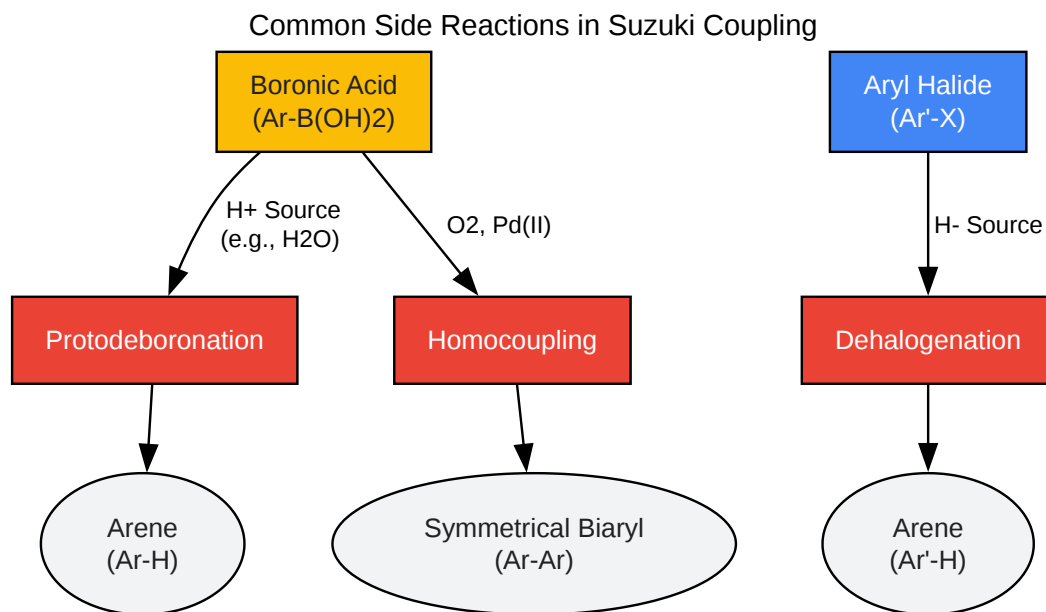 Common Side Reactions in Suzuki Coupling
Boronic Acid
(Ar-B(OH)2)
Aryl Halide
(Ar'-X)
H+ Source
(e.g., H2O)
O2, Pd(II)
H- Source
Protodeboronation
Homocoupling
Dehalogenation
Arene
(Ar-H)
Symmetrical Biaryl
(Ar-Ar)
Arene
(Ar'-H)